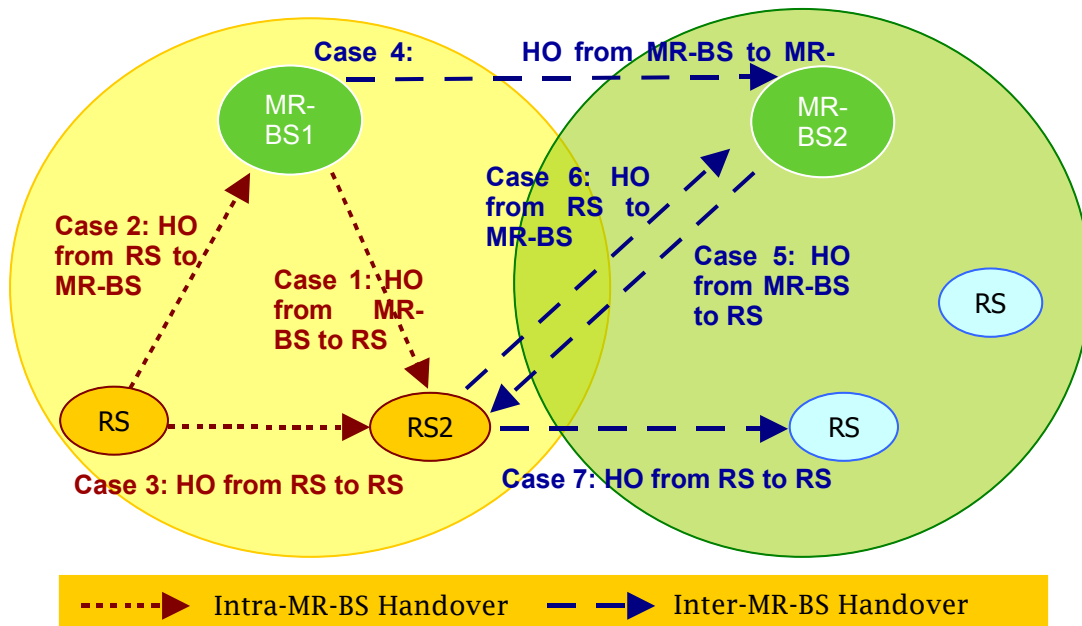 Case 4: HO from MR-BS to MR-
MR-
BS1
MR-
BS2
Case 6: HO
from RS to
MR-BS
Case 2: HO
from RS to
MR-BS
Case 5: HO
from MR-BS
to RS
Case 1: HO
from MR-
BS to RS
RS
RS
RS2
RS
Case 3: HO from RS to RS
Case 7: HO from RS to RS
Intra-MR-BS Handover
Inter-MR-BS Handover